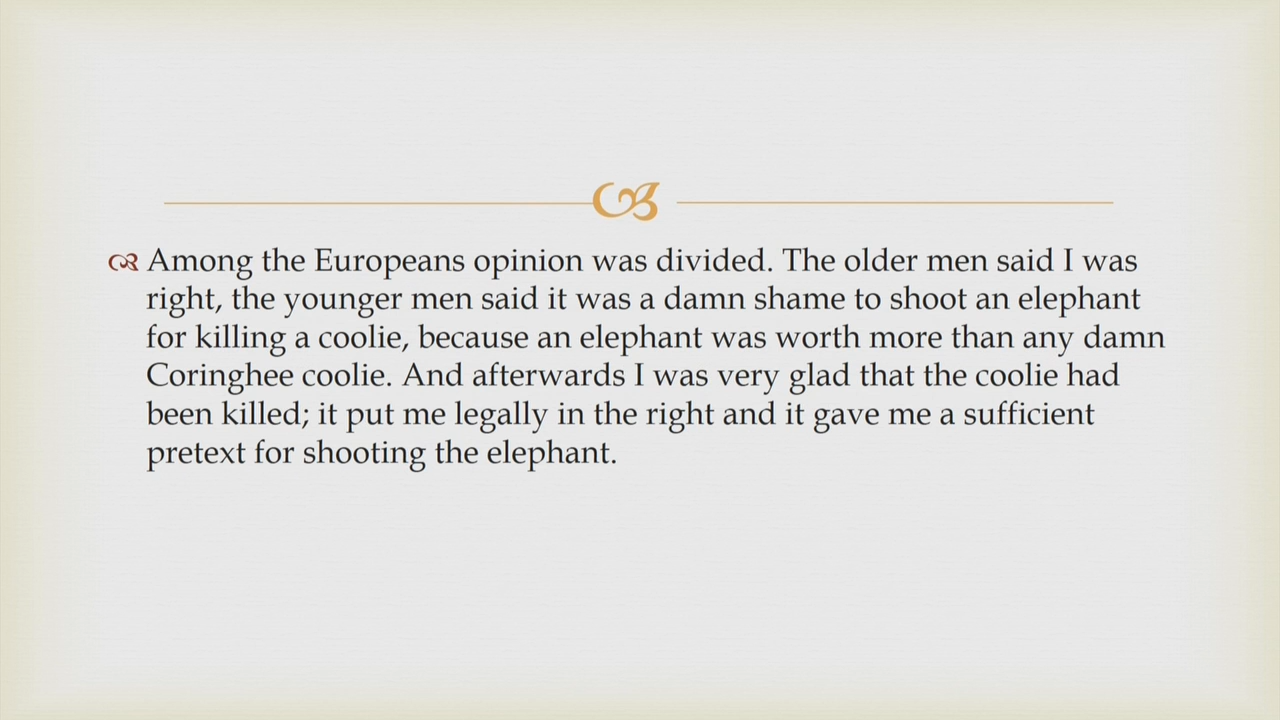 Among the Europeans opinion was divided. The older men said I was
right, the younger men said it was a damn shame to shoot an elephant
for killing a coolie, because an elephant was worth more than any damn
Coringhee coolie. And afterwards I was very glad that the coolie had
been killed; it put me legally in the right and it gave me a sufficient
pretext for shooting the elephant.